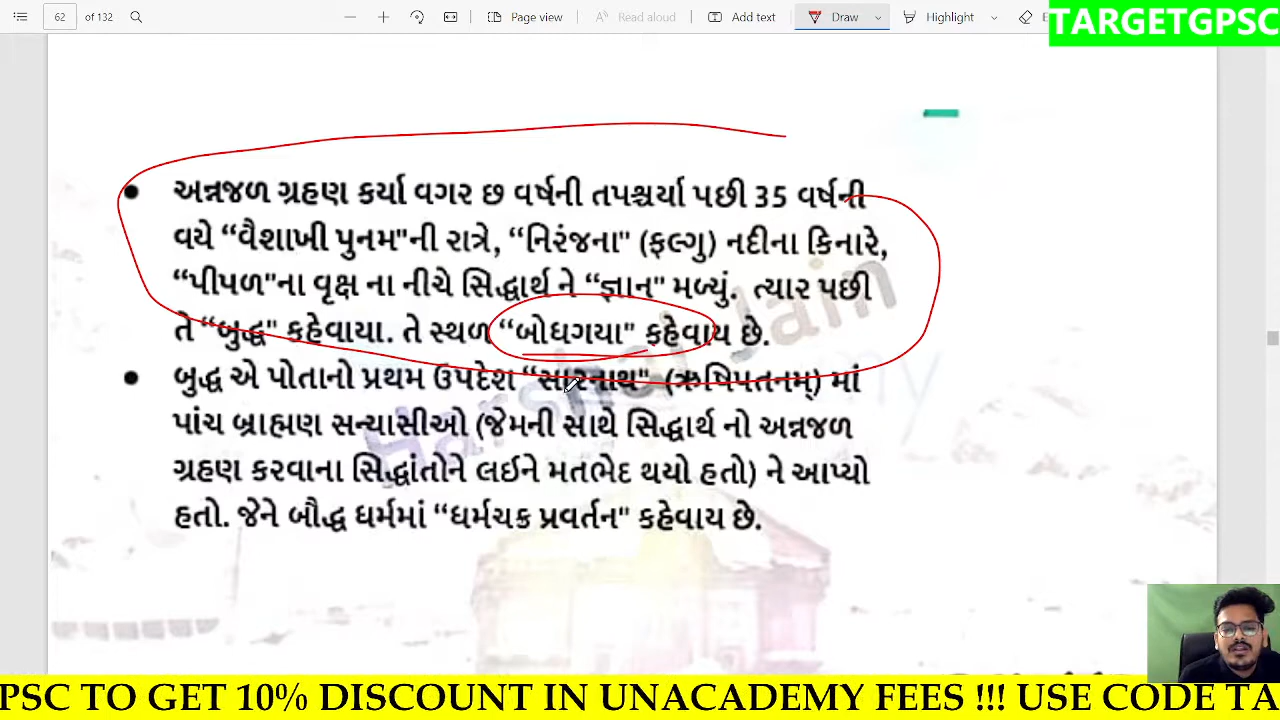 62 of 132 Page view Read aloud Add text Draw Highlight
TARGETGPSC
અન્નજળ ગ્રહણ કર્યા વગર છ વર્ષની તપશ્ચર્યા પછી 35 વર્ષની
વયે “વૈશાખી પુનમ"ની રાત્રે, “નિરંજના" (ફલ્ગુ) નદીના કિનારે,
“પીપળ"ના વૃક્ષ ના નીચે સિદ્ધાર્થ ને “જ્ઞાન" મળ્યું. ત્યાર પછી
તે “બુદ્ધ" કહેવાયા. તે સ્થળ “બોધગયા" કહેવાય છે.
બુદ્ધ એ પોતાનો પ્રથમ ઉપદેશ “સારનાથ" (ઋષિપતનમ્) માં
પાંચ બ્રાહ્મણ સન્યાસીઓ (જેમની સાથે સિદ્ધાર્થ નો અન્નજળ
ગ્રહણ કરવાના સિદ્ધાંતોને લઈને મતભેદ થયો હતો) ને આપ્યો
હતો. જેને બૌદ્ધ ધર્મમાં “ધર્મચક્ર પ્રવર્તન" કહેવાય છે.
Harshal Jain
PSC TO GET 10% DISCOUNT IN UNACADEMY FEES !!! USE CODE TA